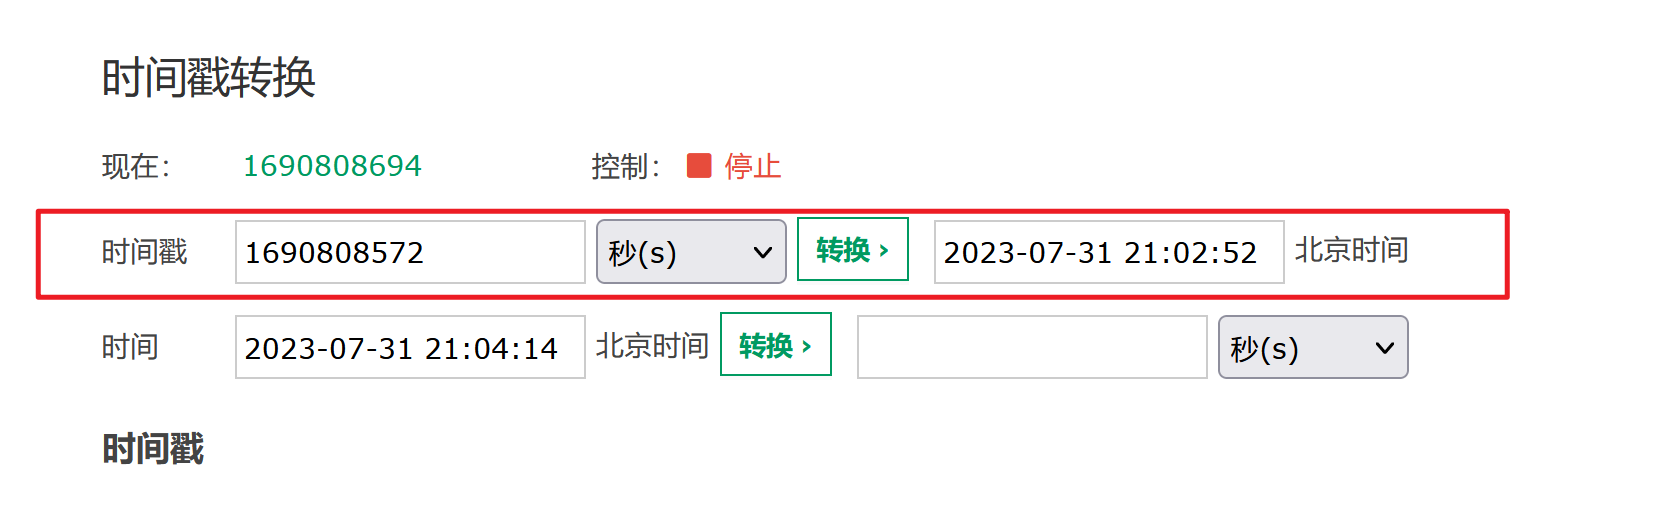 时间戳转换
现在： 1690808694 控制： 停止
时间戳 1690808572 秒(s) 转换 › 2023-07-31 21:02:52 北京时间
时间 2023-07-31 21:04:14 北京时间 转换 › 秒(s)
时间戳